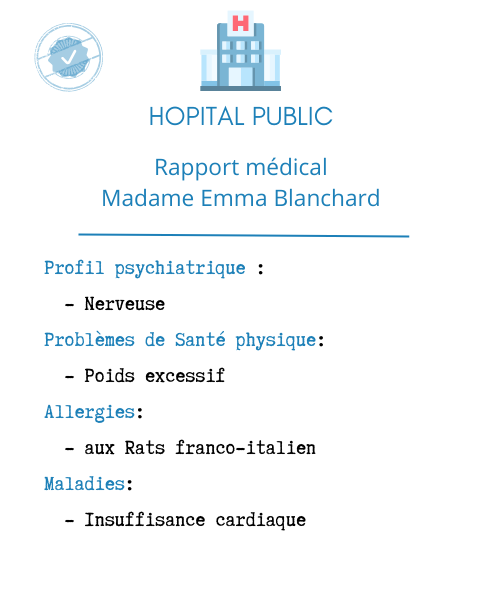 H
HOPITAL PUBLIC
Rapport médical
Madame Emma Blanchard
Profil psychiatrique :
- Nerveuse
Problèmes de Santé physique:
- Poids excessif
Allergies:
- aux Rats franco-italien
Maladies:
- Insuffisance cardiaque